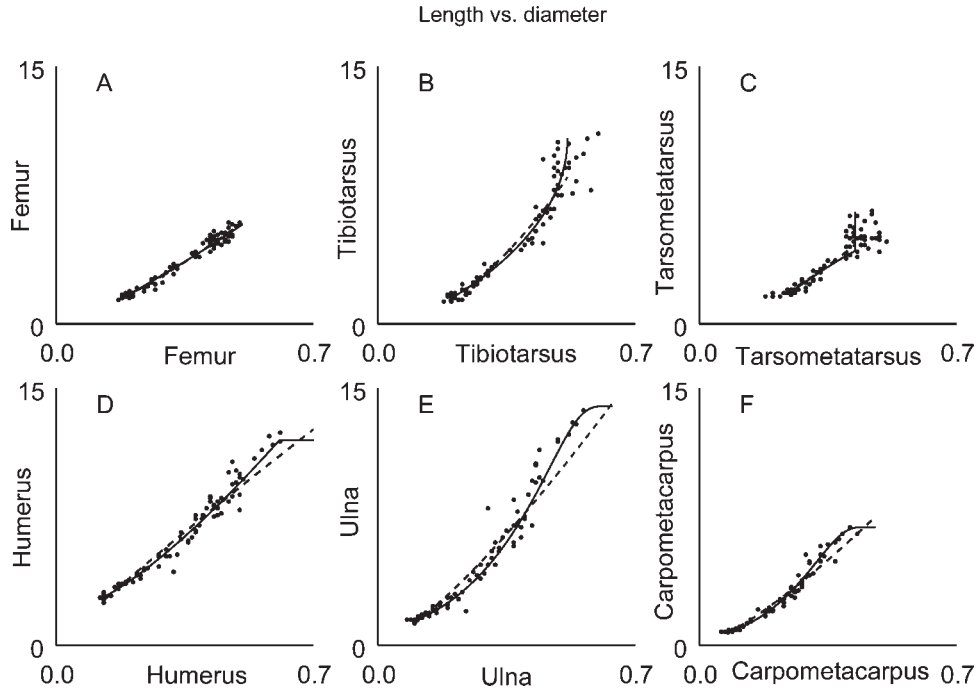 Length vs. diameter
15
A
Femur
0
0.0
Femur
0.7
15
B
Tibiotarsus
0
0.0
Tibiotarsus
0.7
15
C
Tarsometatarsus
0
0.0
Tarsometatarsus
0.7
15
D
Humerus
0
0.0
Humerus
0.7
15
E
Ulna
0
0.0
Ulna
0.7
15
F
Carpometacarpus
0
0.0
Carpometacarpus
0.7